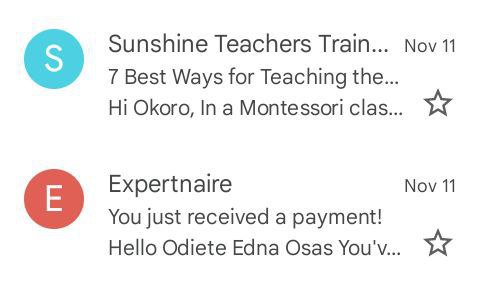 S
Sunshine Teachers Train... Nov 11
7 Best Ways for Teaching the...
Hi Okoro, In a Montessori clas...
E
Expertnaire Nov 11
You just received a payment!
Hello Odiete Edna Osas You'v...